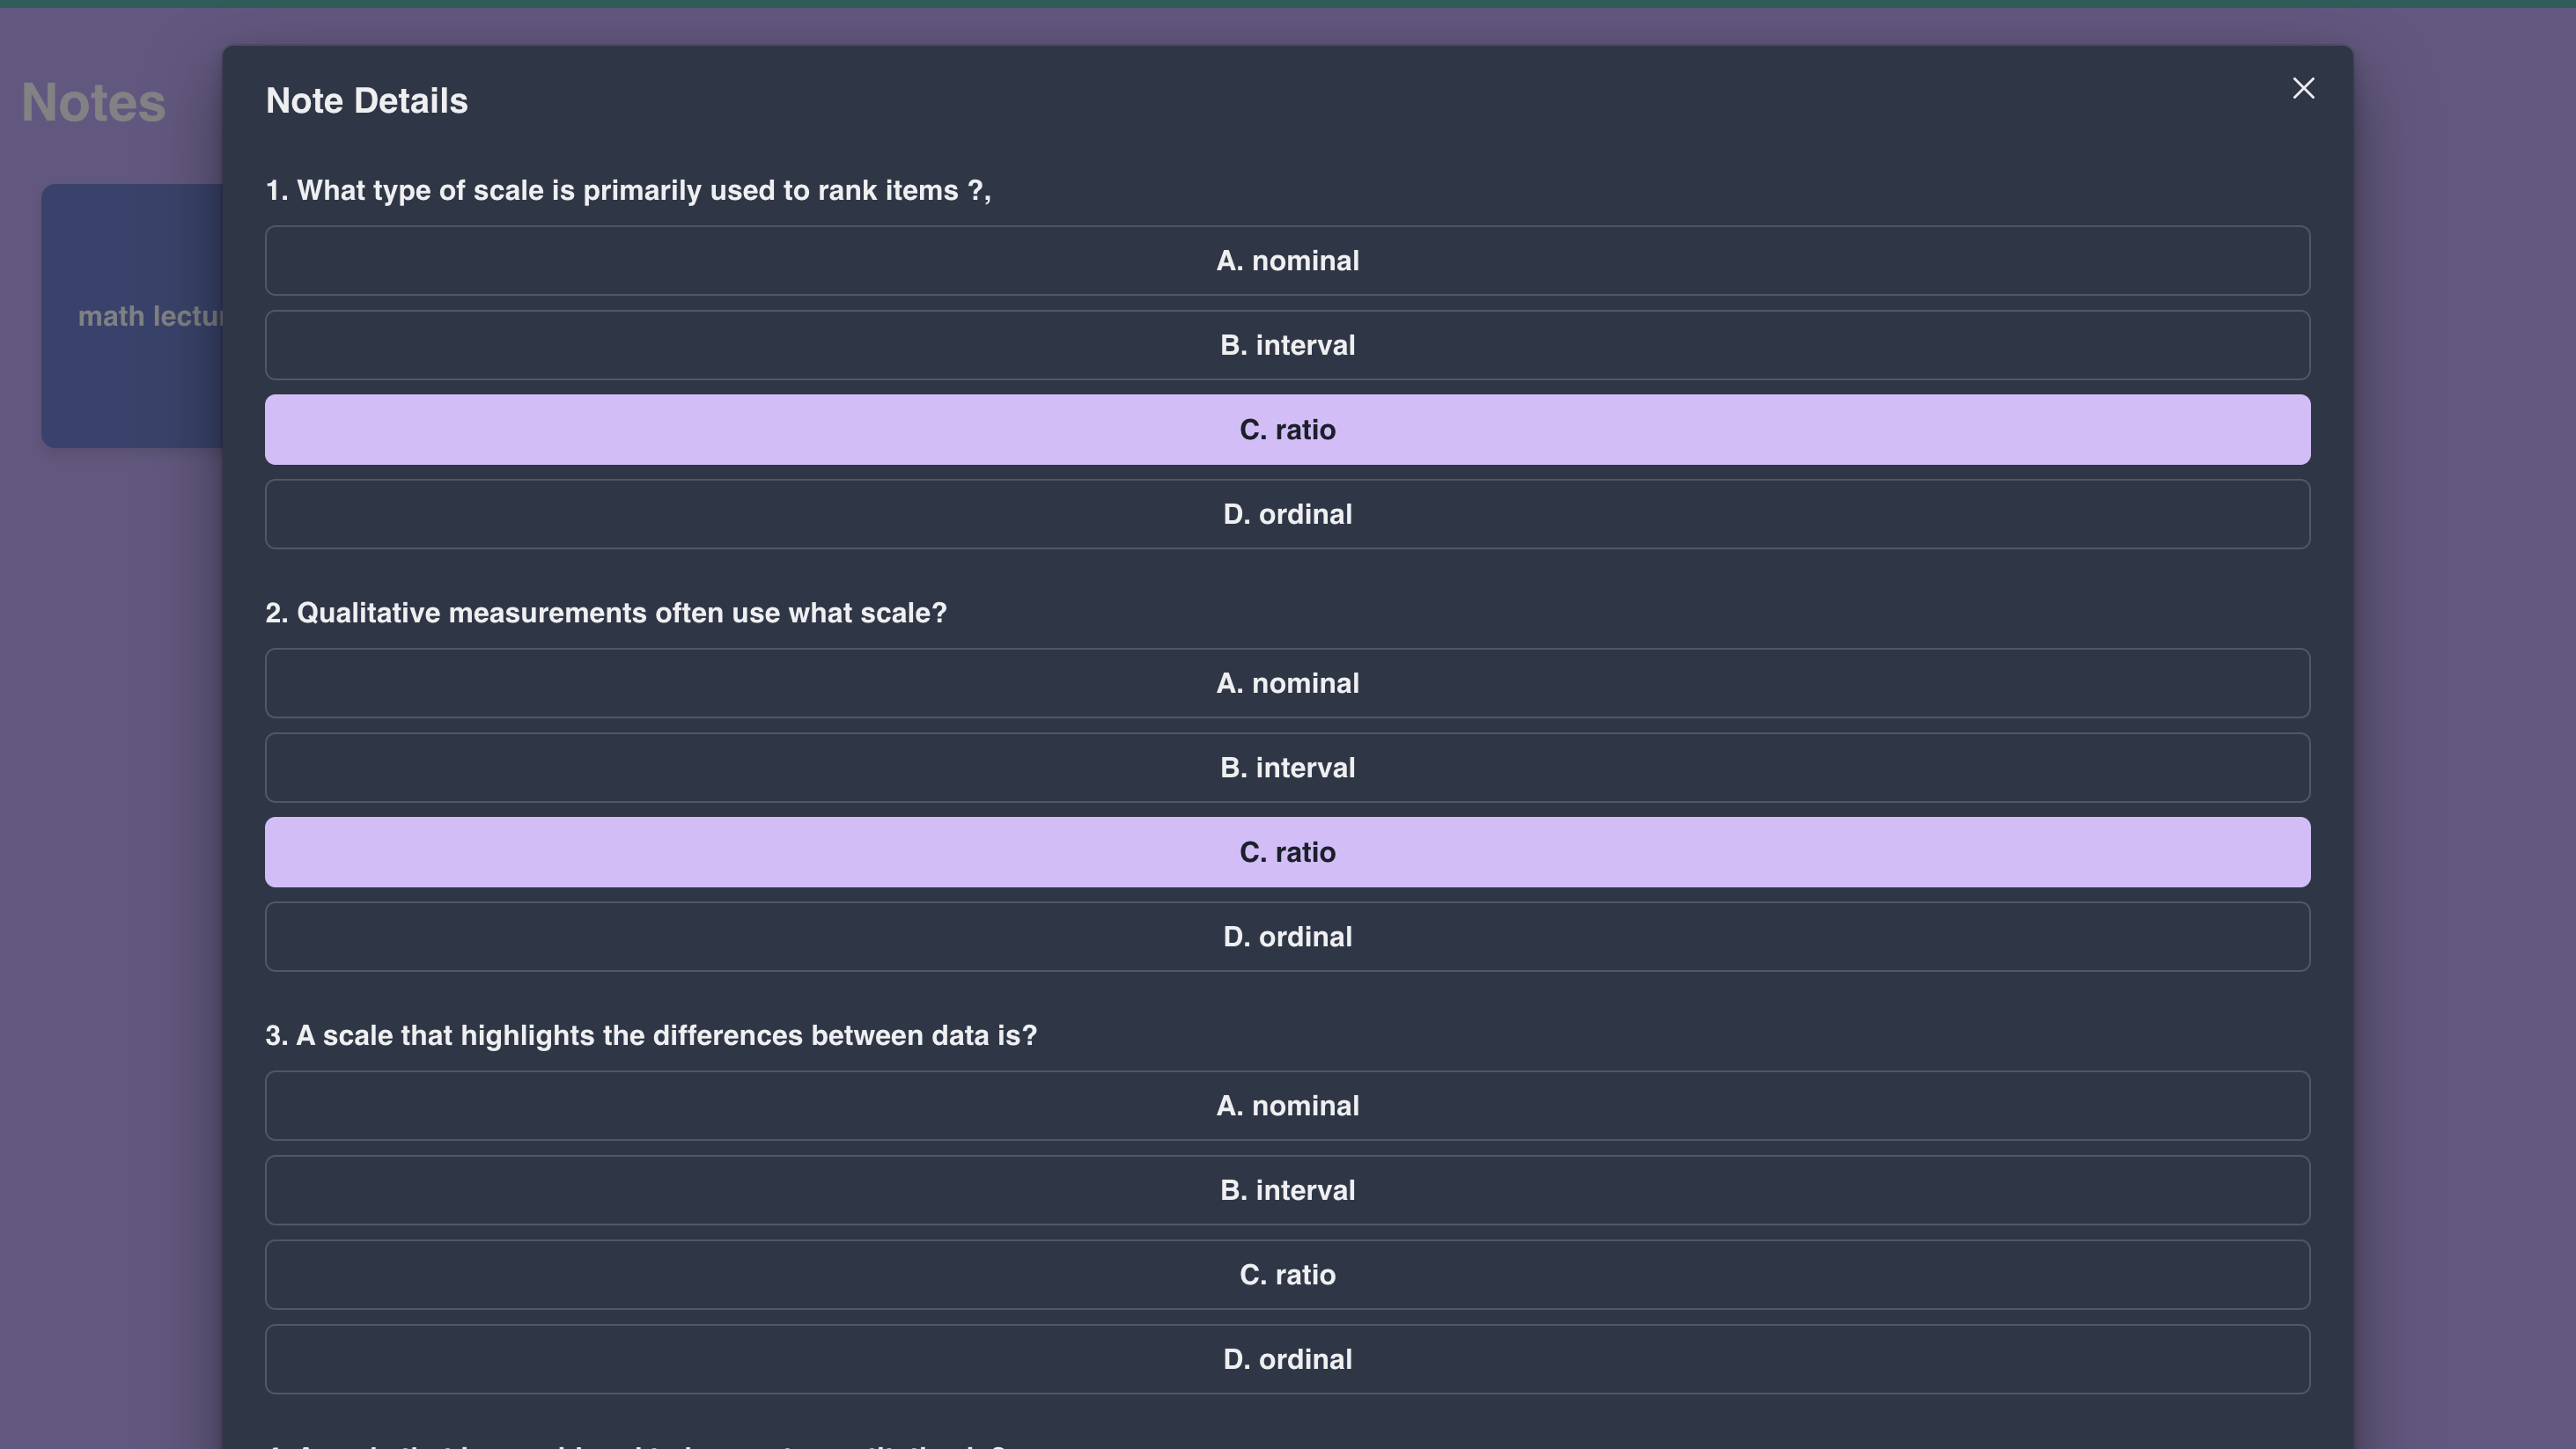 Notes
math lectu
Note Details
1. What type of scale is primarily used to rank items ?,
A. nominal
B. interval
C. ratio
D. ordinal
2. Qualitative measurements often use what scale?
A. nominal
B. interval
C. ratio
D. ordinal
3. A scale that highlights the differences between data is?
A. nominal
B. interval
C. ratio
D. ordinal